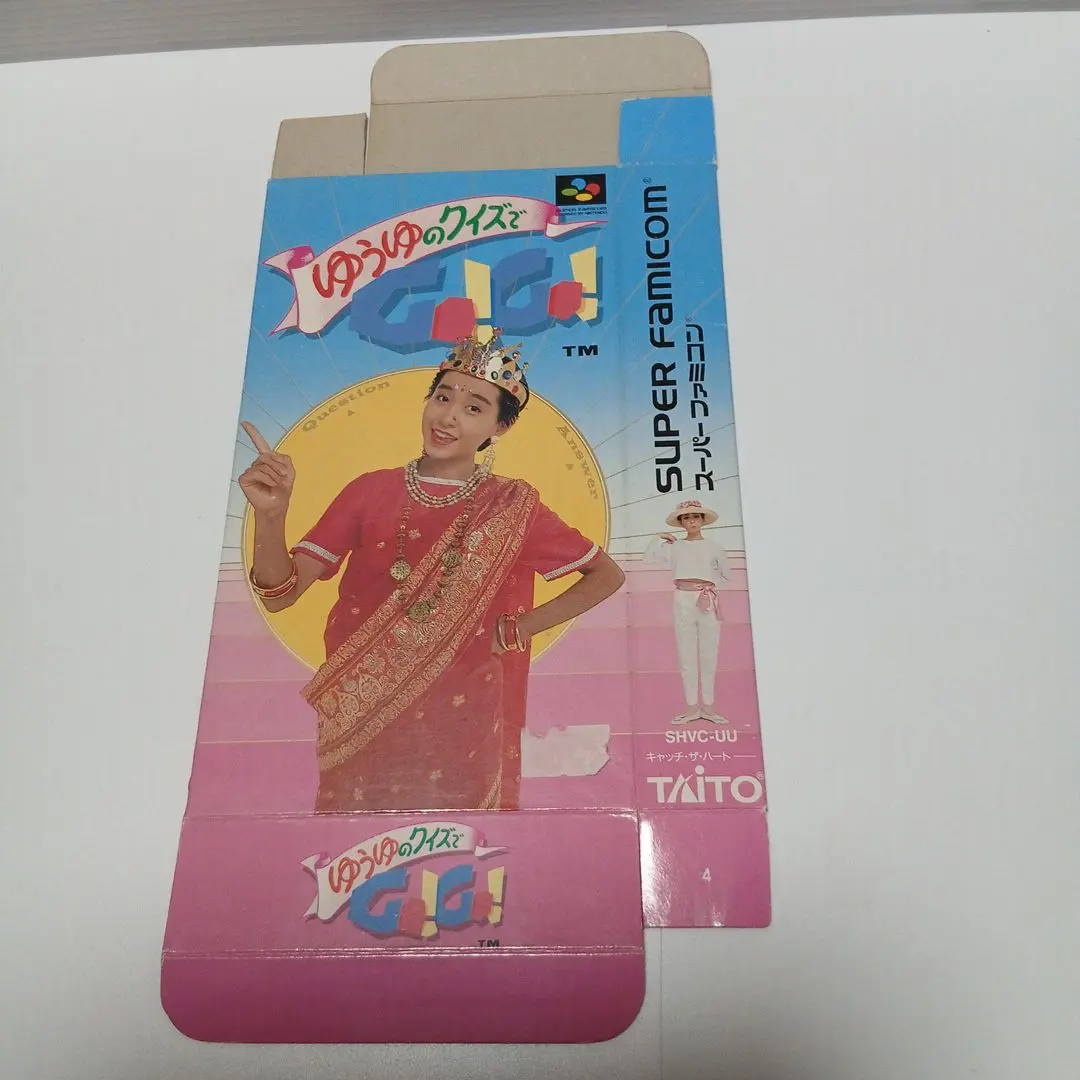 ゆうゆのクイズで
Go!Go!
TM
Question
Answer
SUPER FAMICOM®
スーパーファミコン®
SHVC-UU
キャッチ・ザ・ハート
TAITO®
4
ゆうゆのクイズで
Go!Go!
TM